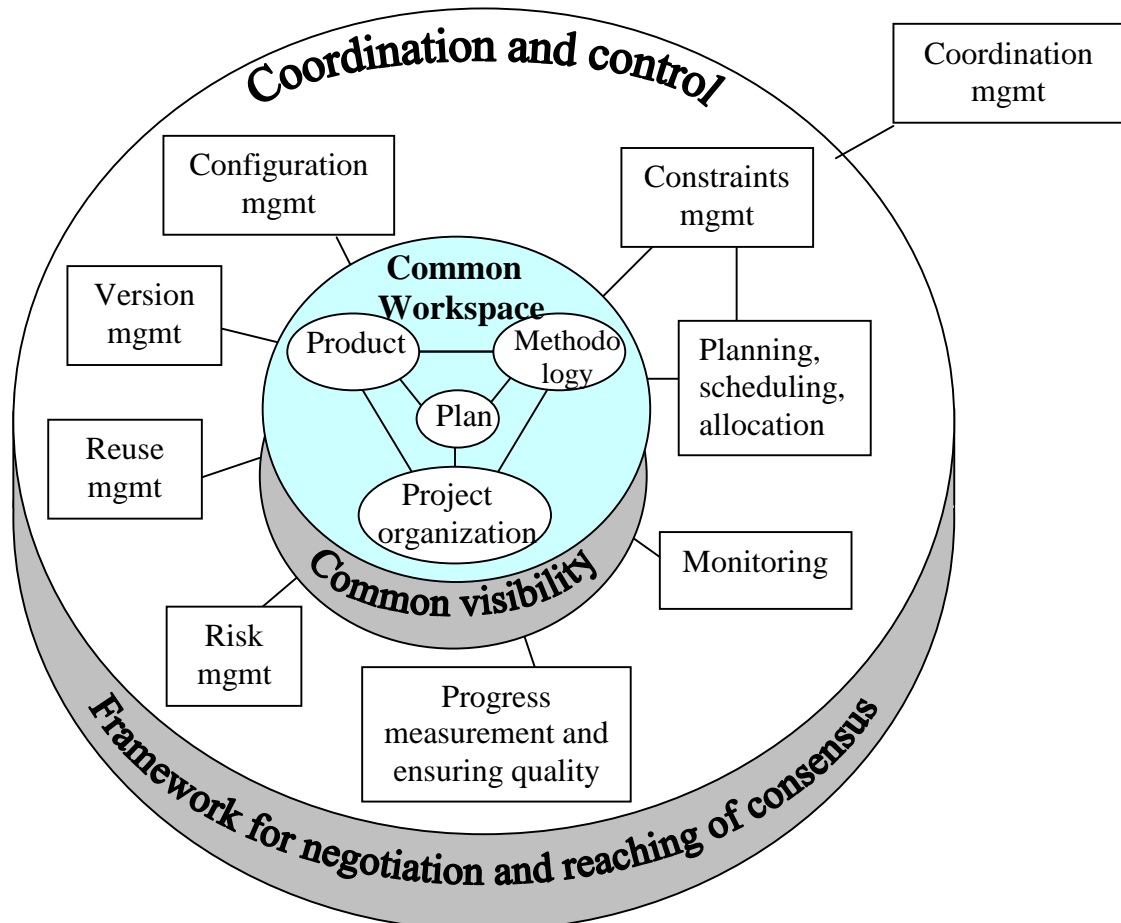 Coordination and control
Coordination
mgmt
Configuration
mgmt
Constraints
mgmt
Common
Workspace
Version
mgmt
Product
Methodo
logy
Planning,
scheduling,
allocation
Plan
Reuse
mgmt
Project
organization
Monitoring
Common visibility
Risk
mgmt
Progress
measurement and
ensuring quality
Framework for negotiation and reaching of consensus